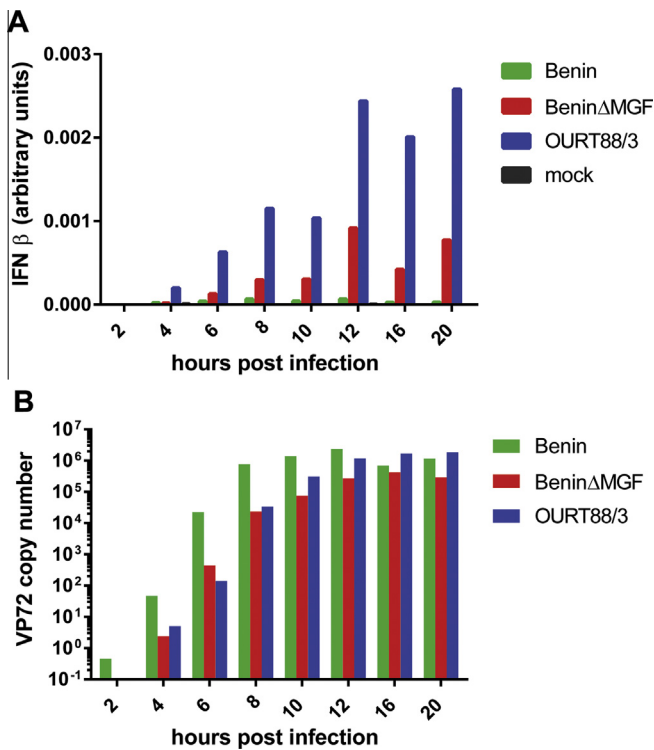 A
IFN β (arbitrary units)
0.003
0.002
0.001
0.000
2 4 6 8 10 12 16 20
hours post infection
Benin
BeninΔMGF
OURT88/3
mock
B
VP72 copy number
10⁷
10⁶
10⁵
10⁴
10³
10²
10¹
10⁰
10⁻¹
2 4 6 8 10 12 16 20
hours post infection
Benin
BeninΔMGF
OURT88/3